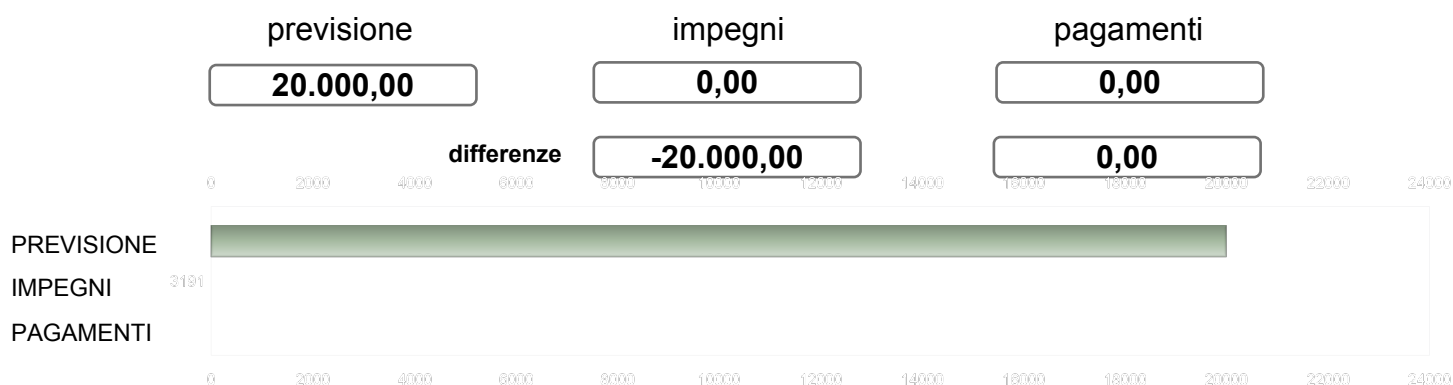 previsione impegni pagamenti
20.000,00 0,00 0,00
differenze -20.000,00 0,00
0 2000 4000 6000 8000 10000 12000 14000 16000 18000 20000 22000 24000
PREVISIONE
3191
IMPEGNI
PAGAMENTI
0 2000 4000 6000 8000 10000 12000 14000 16000 18000 20000 22000 24000